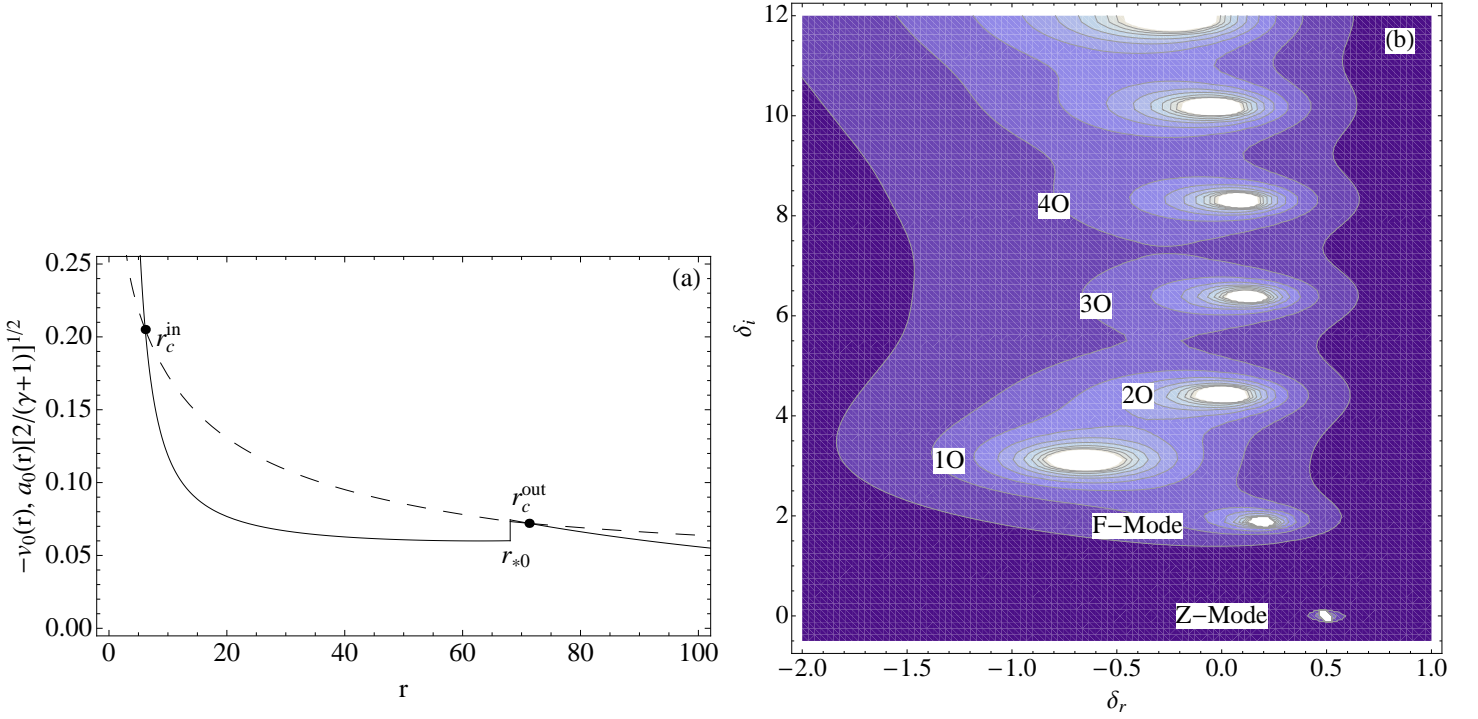 (a)
0.25
0.20
0.15
0.10
0.05
0.00
−v₀(r), a₀(r)[2/(γ+1)]^{1/2}
r_c^{in}
r_c^{out}
r_{*0}
0 20 40 60 80 100
r
(b)
12
10
8
6
4
2
0
δ_i
4O
3O
2O
1O
F−Mode
Z−Mode
−2.0 −1.5 −1.0 −0.5 0.0 0.5 1.0
δ_r